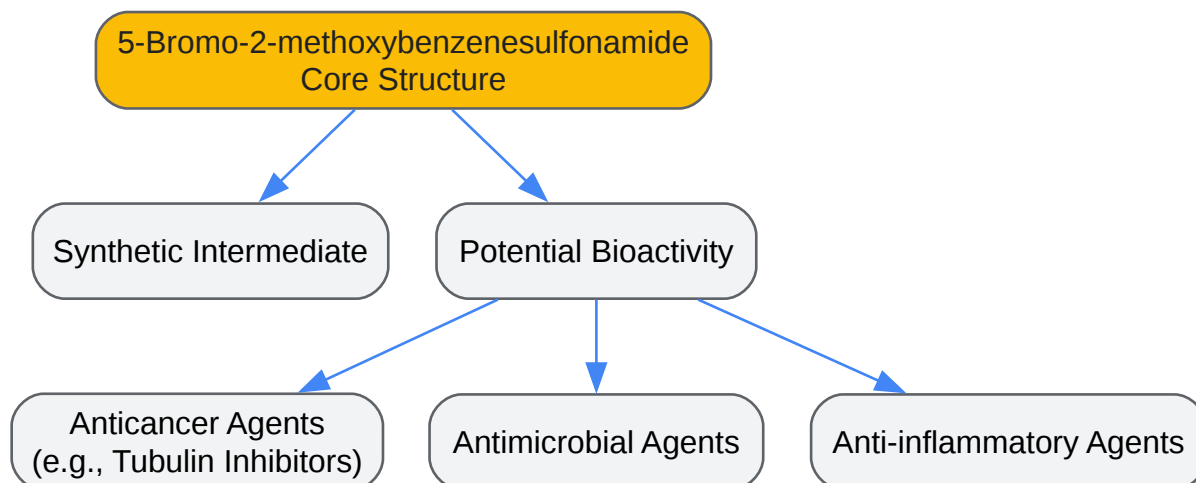 5-Bromo-2-methoxybenzenesulfonamide
Core Structure
Synthetic Intermediate
Potential Bioactivity
Anticancer Agents
(e.g., Tubulin Inhibitors)
Antimicrobial Agents
Anti-inflammatory Agents